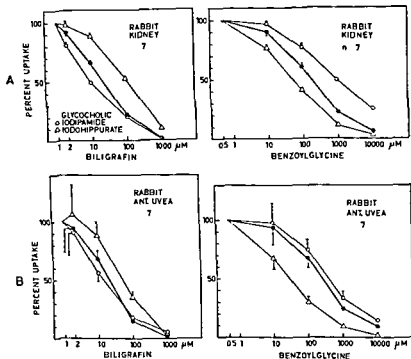 A
PERCENT UPTAKE
100
50
RABBIT
KIDNEY
7
GLYCOCHOLIC
IODIPAMIDE
IODOHIPPURATE
1 2 10 100 1000 µM
BILIGRAFIN
100
50
RABBIT
KIDNEY
n 7
0.5 1 10 100 1000 10000 µM
BENZOYLGLYCINE
B
PERCENT UPTAKE
100
50
RABBIT
ANT. UVEA
7
1 2 10 100 1000 µM
BILIGRAFIN
100
50
RABBIT
ANT. UVEA
7
0.5 1 10 100 1000 10000 µM
BENZOYLGLYCINE